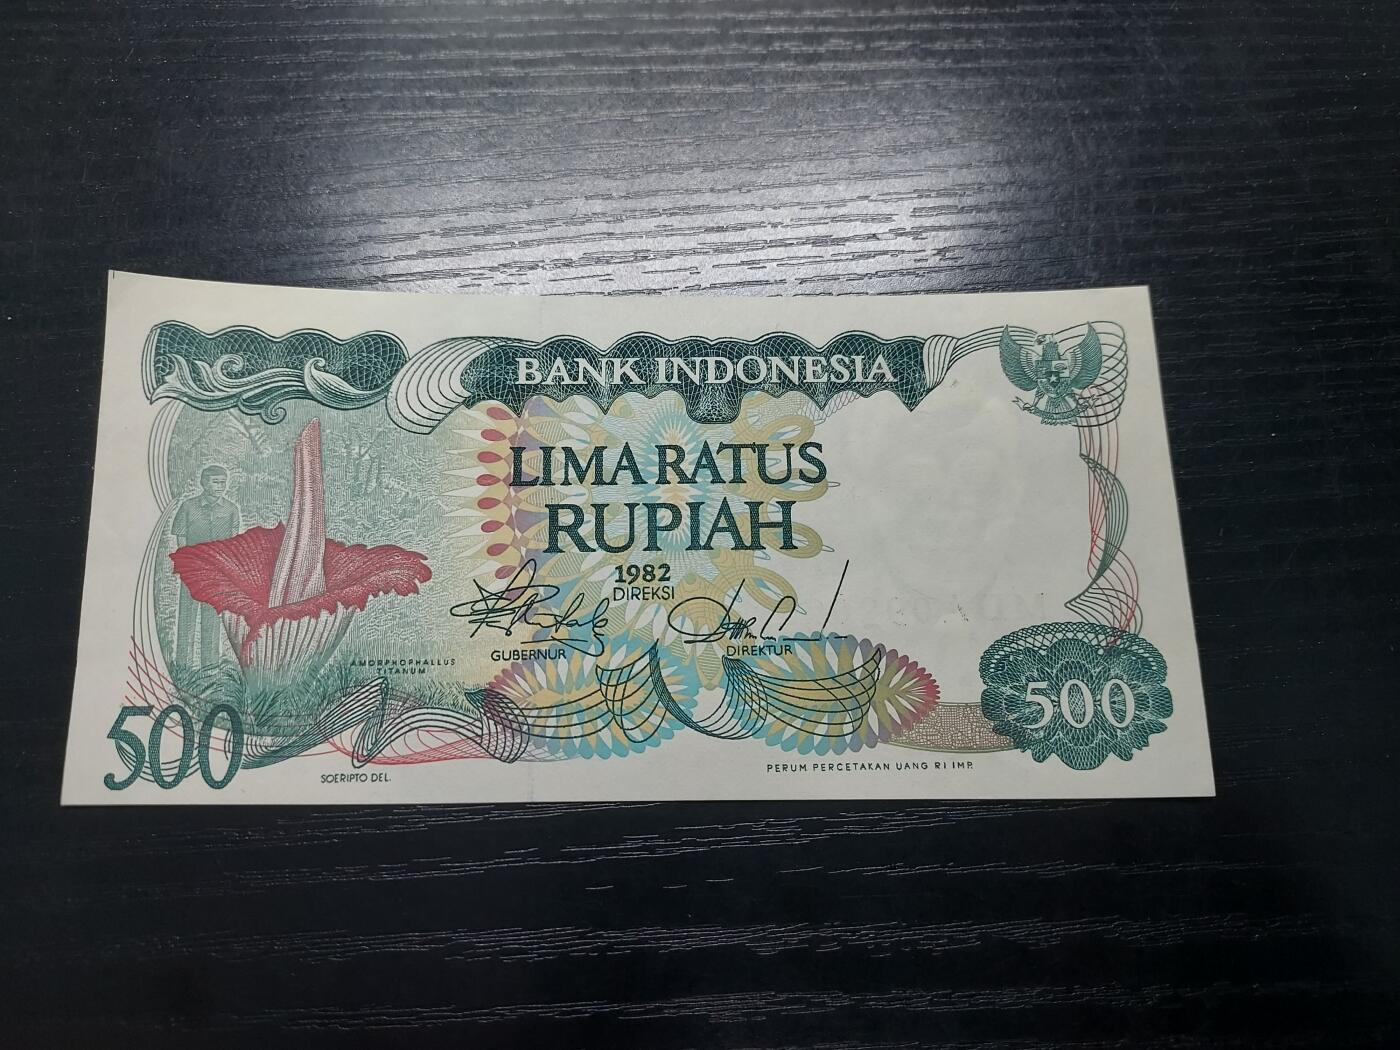 BANK INDONESIA
LIMA RATUS
RUPIAH
1982
DIREKSI
GUBERNUR
DIREKTUR
AMORPHOPHALLUS
TITANUM
500
500
SOERIPTO DEL.
PERUM PERCETAKAN UANG RI IMP.